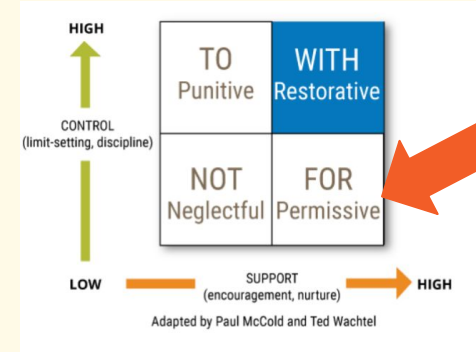 HIGH
TO
Punitive
WITH
Restorative
CONTROL
(limit-setting, discipline)
NOT
Neglectful
FOR
Permissive
LOW
SUPPORT
(encouragement, nurture)
HIGH
Adapted by Paul McCold and Ted Wachtel